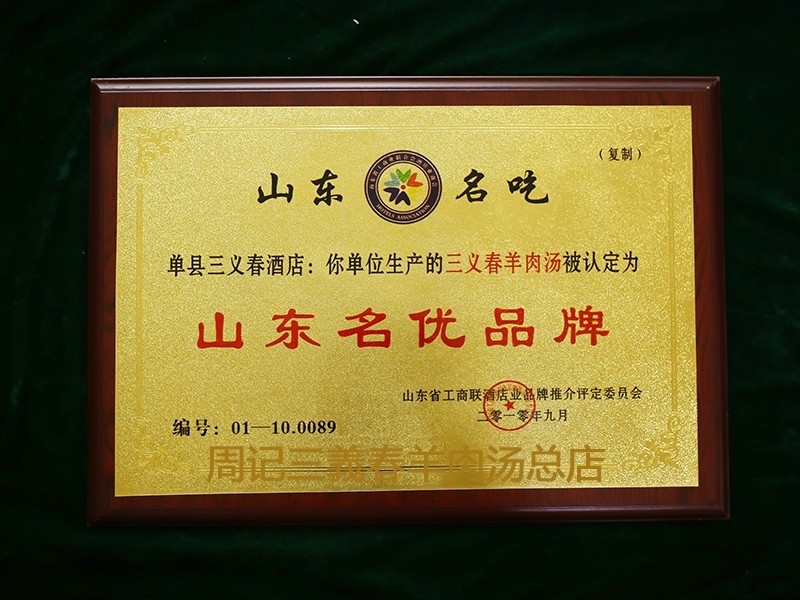 （复制）
山东 名吃
HOTELS ASSOCIATION
单县三义春酒店：你单位生产的三义春羊肉汤被认定为
山东名优品牌
山东省工商联酒店业品牌推介评定委员会
二零一零年九月
编号：01—10.0089
周记三義春羊肉汤总店